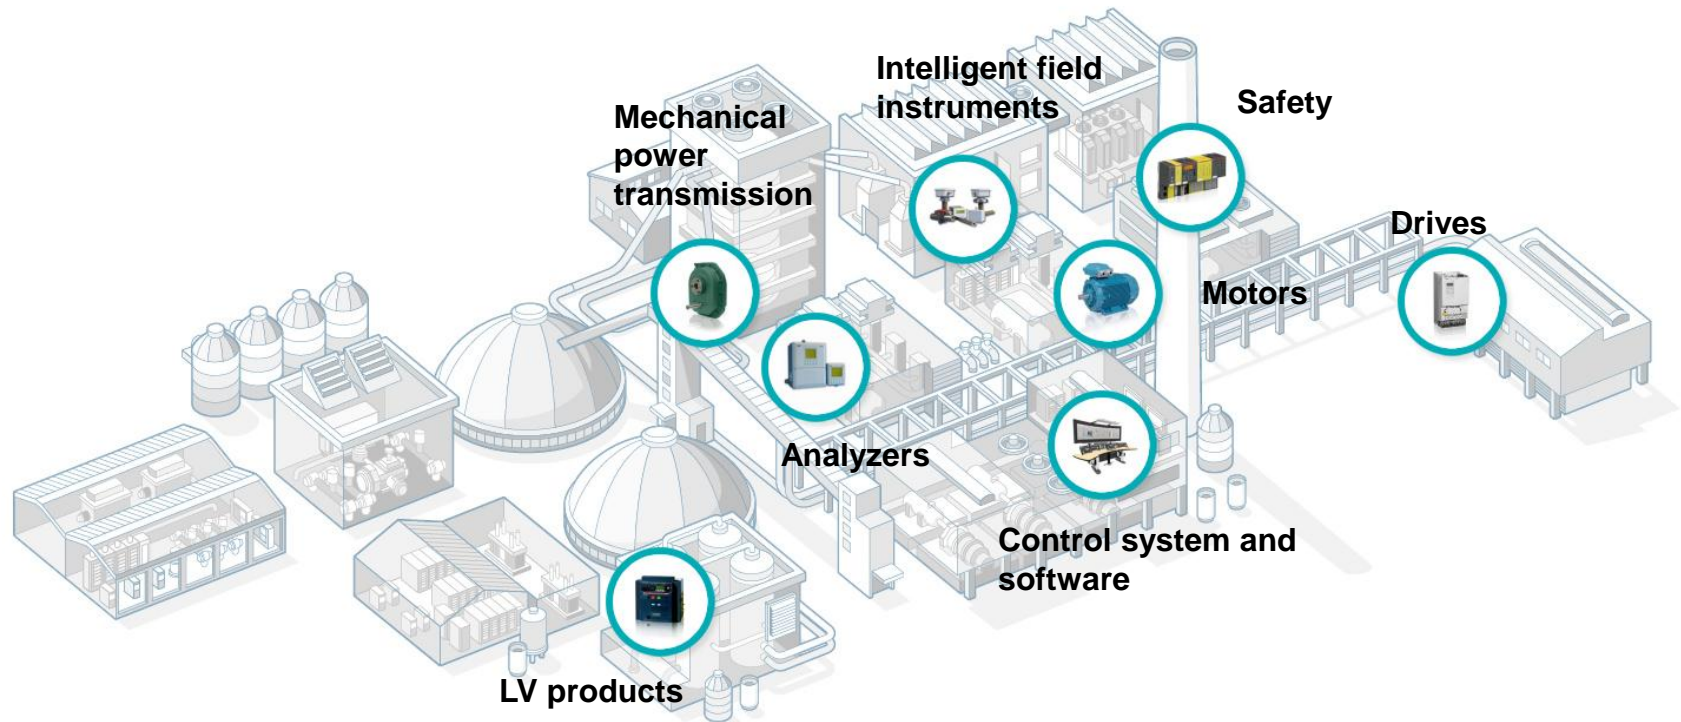 Intelligent field
instruments
Safety
Mechanical
power
transmission
Drives
Motors
Analyzers
Control system and
software
LV products